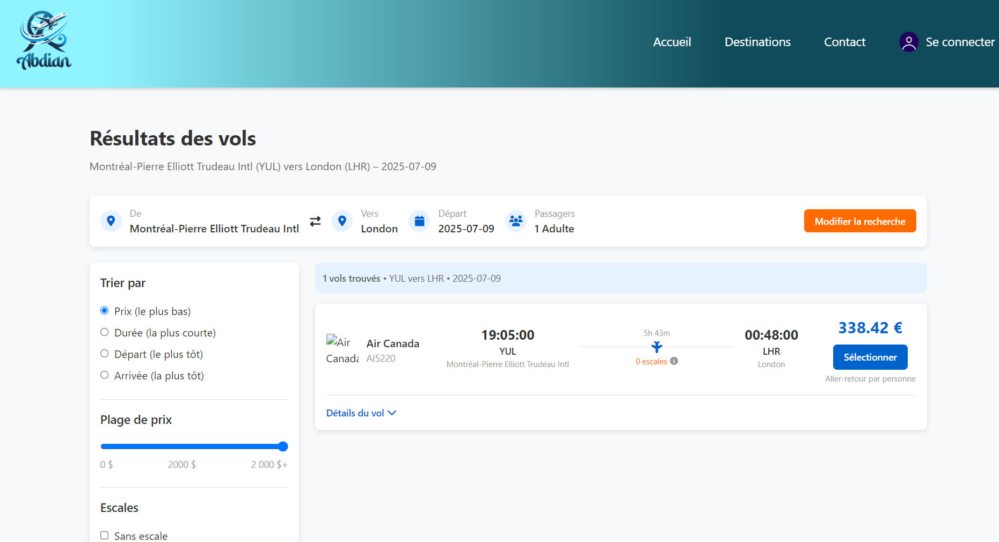 Abdian
Accueil
Destinations
Contact
Se connecter
Résultats des vols
Montréal-Pierre Elliott Trudeau Intl (YUL) vers London (LHR) – 2025-07-09
De
Montréal-Pierre Elliott Trudeau Intl
Vers
London
Départ
2025-07-09
Passagers
1 Adulte
Modifier la recherche
Trier par
Prix (le plus bas)
Durée (la plus courte)
Départ (le plus tôt)
Arrivée (la plus tôt)
Plage de prix
0 $
2000 $
2 000 $+
Escales
Sans escale
1 vols trouvés • YUL vers LHR • 2025-07-09
Air
Canada
Air Canada
AI5220
19:05:00
YUL
Montréal-Pierre Elliott Trudeau Intl
5h 43m
0 escales
00:48:00
LHR
London
338.42 €
Sélectionner
Aller-retour par personne
Détails du vol